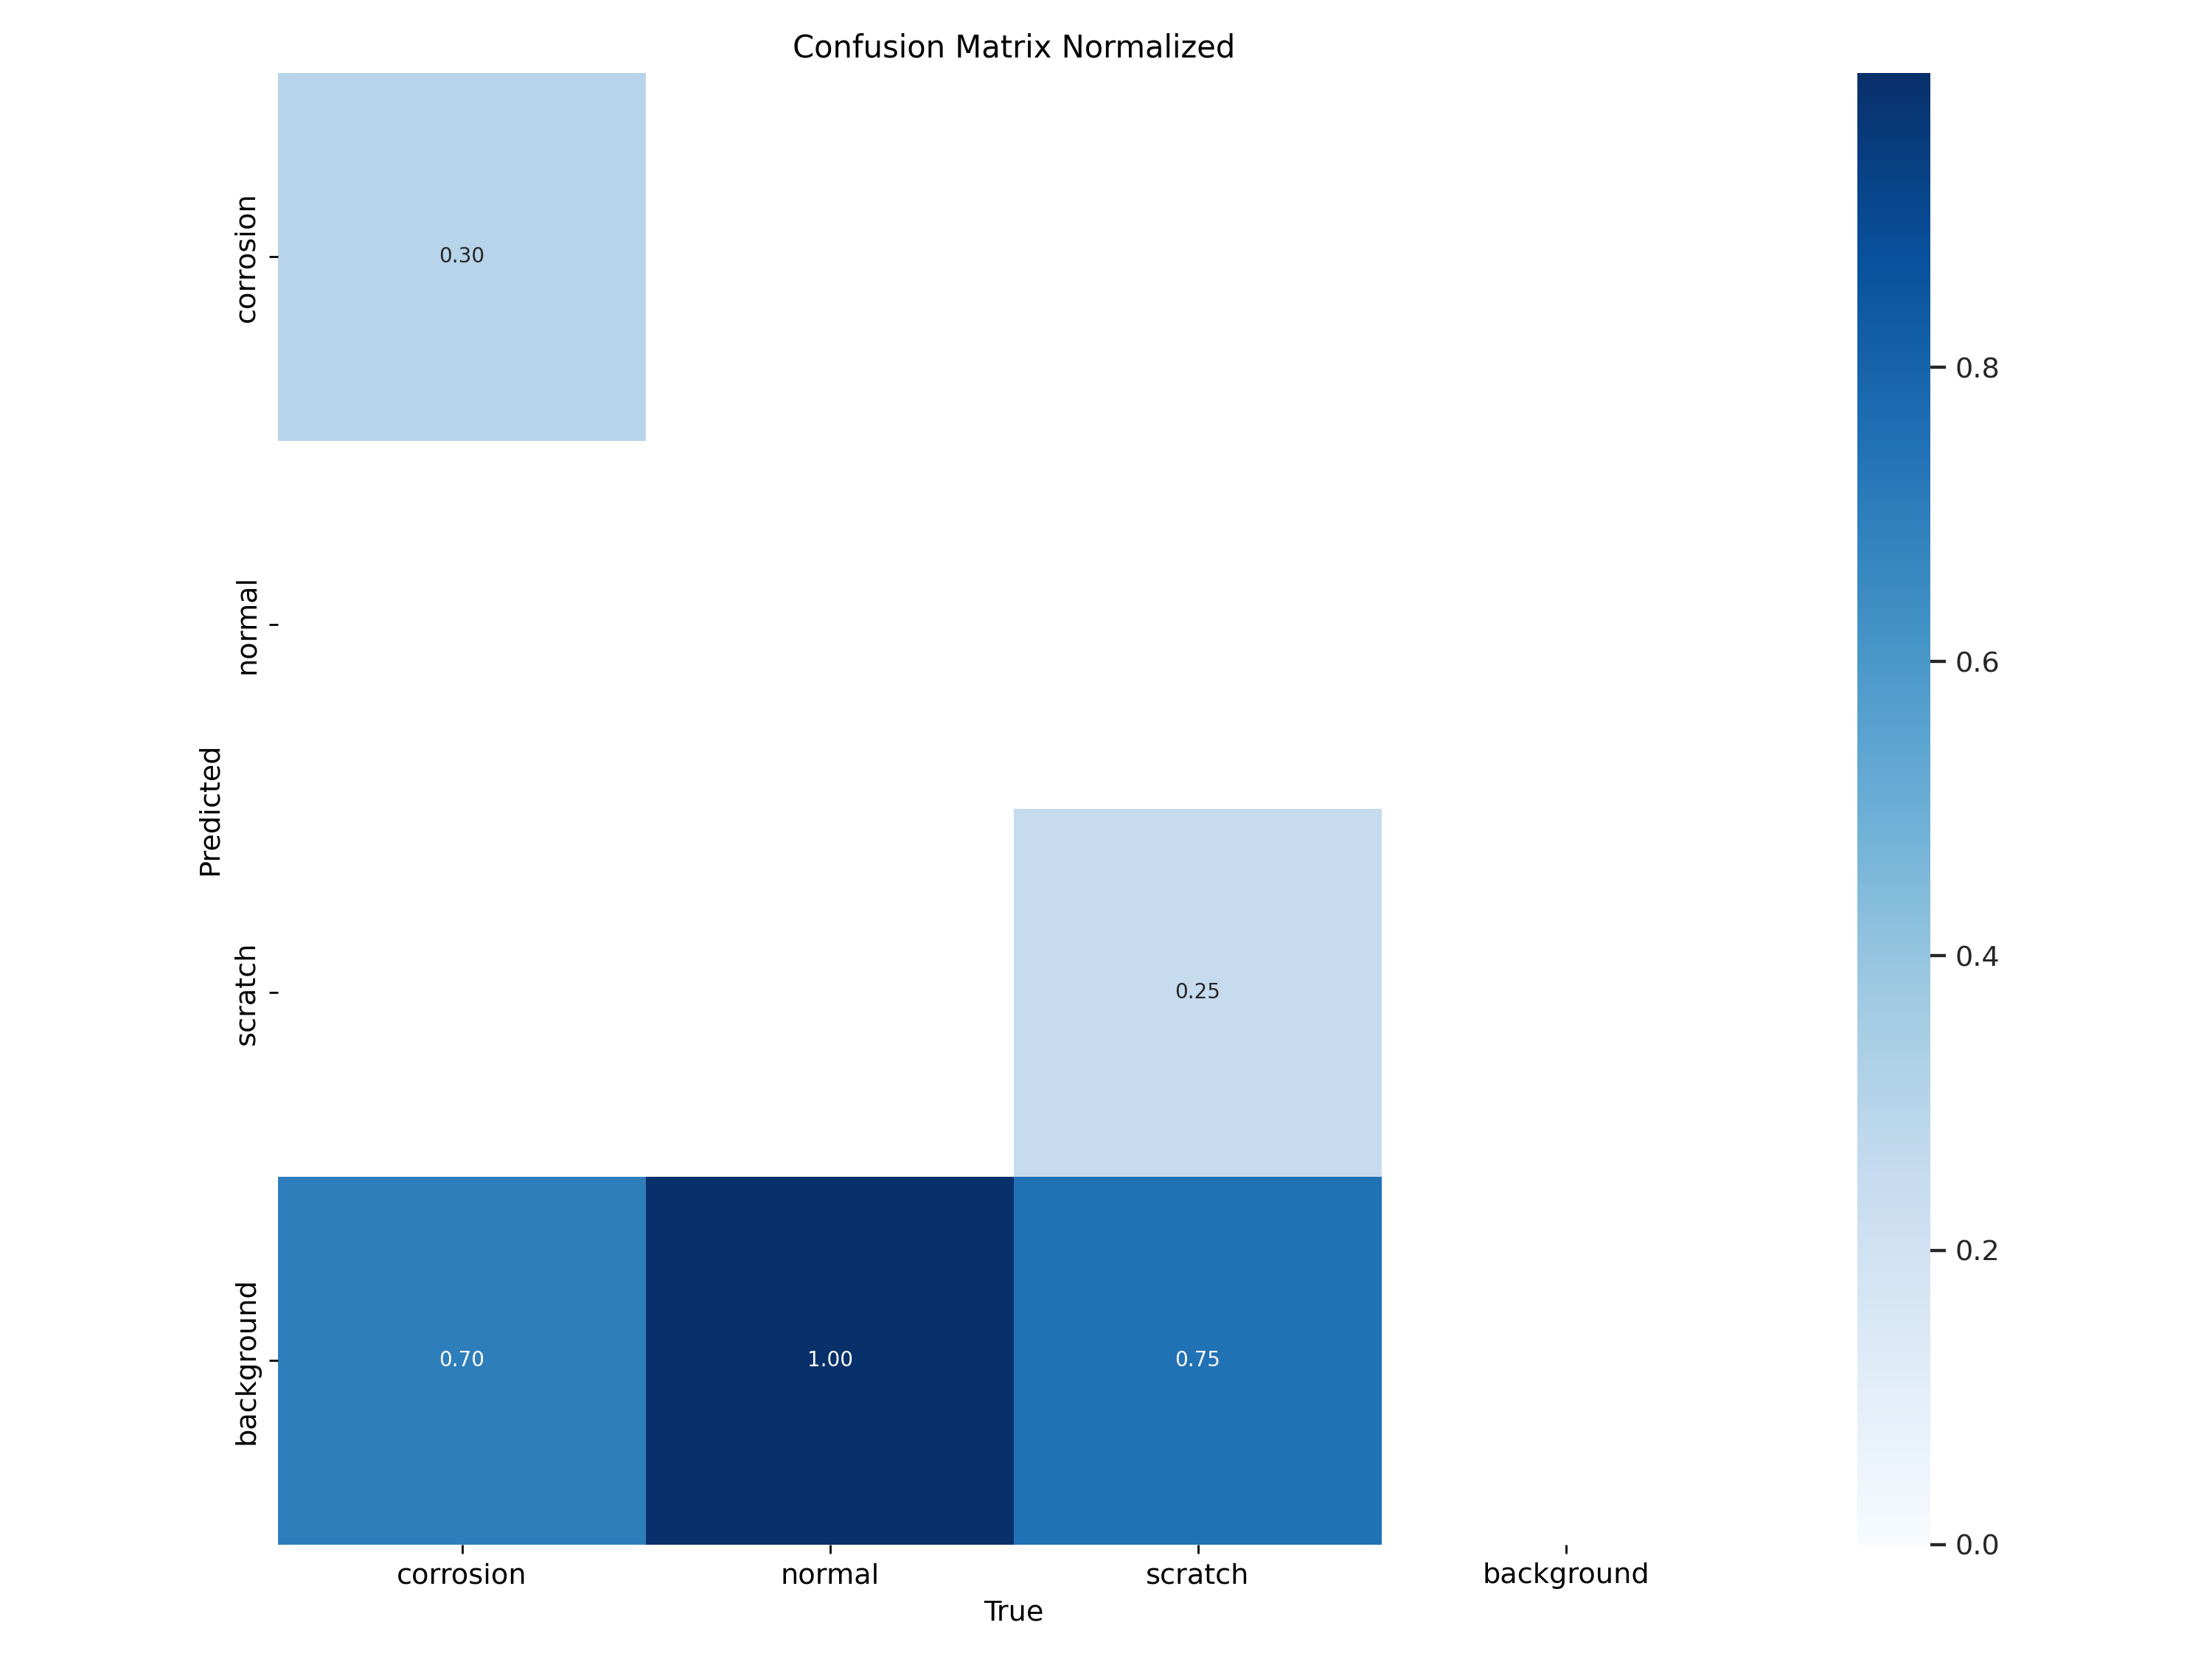 Confusion Matrix Normalized
corrosion
0.30
normal
scratch
0.25
background
0.70
1.00
0.75
Predicted
corrosion
normal
scratch
background
True
0.8
0.6
0.4
0.2
0.0